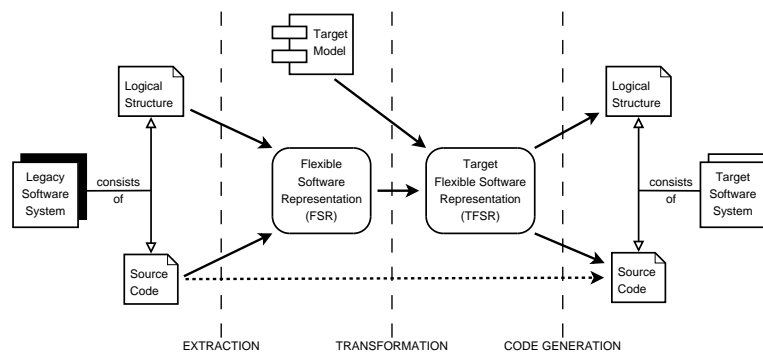 Target
Model
Logical
Structure
Logical
Structure
Legacy
Software
System
consists
of
Flexible
Software
Representation
(FSR)
Target
Flexible Software
Representation
(TFSR)
consists
of
Target
Software
System
Source
Code
Source
Code
EXTRACTION
TRANSFORMATION
CODE GENERATION